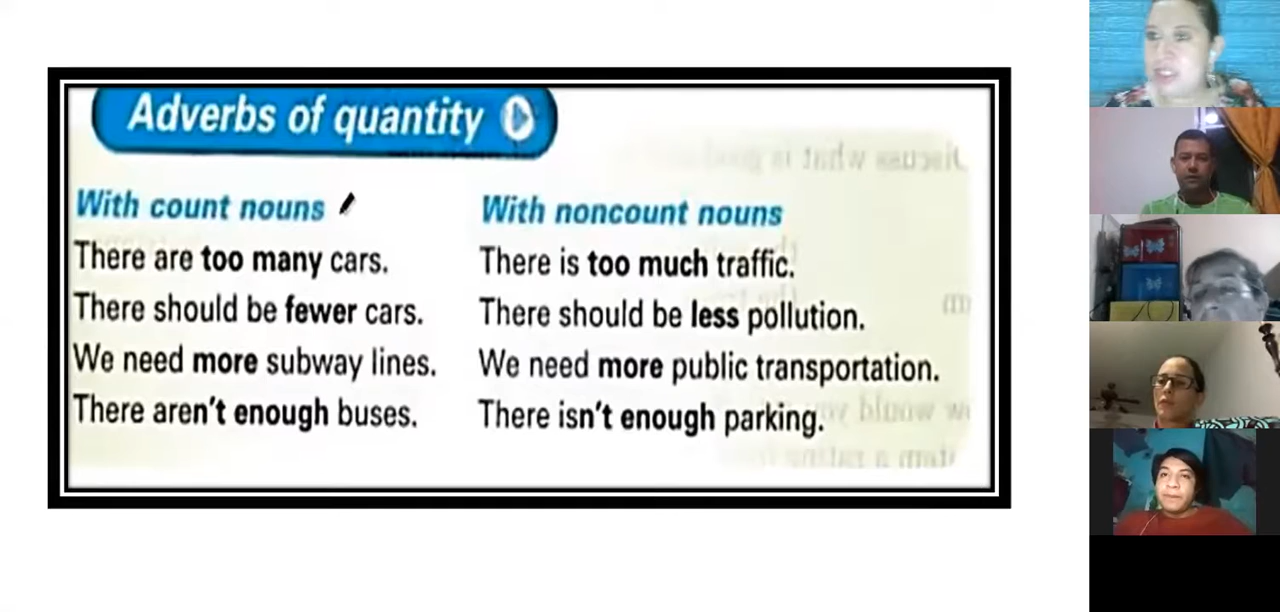 Adverbs of quantity
With count nouns
There are too many cars.
There should be fewer cars.
We need more subway lines.
There aren't enough buses.
With noncount nouns
There is too much traffic.
There should be less pollution.
We need more public transportation.
There isn't enough parking.